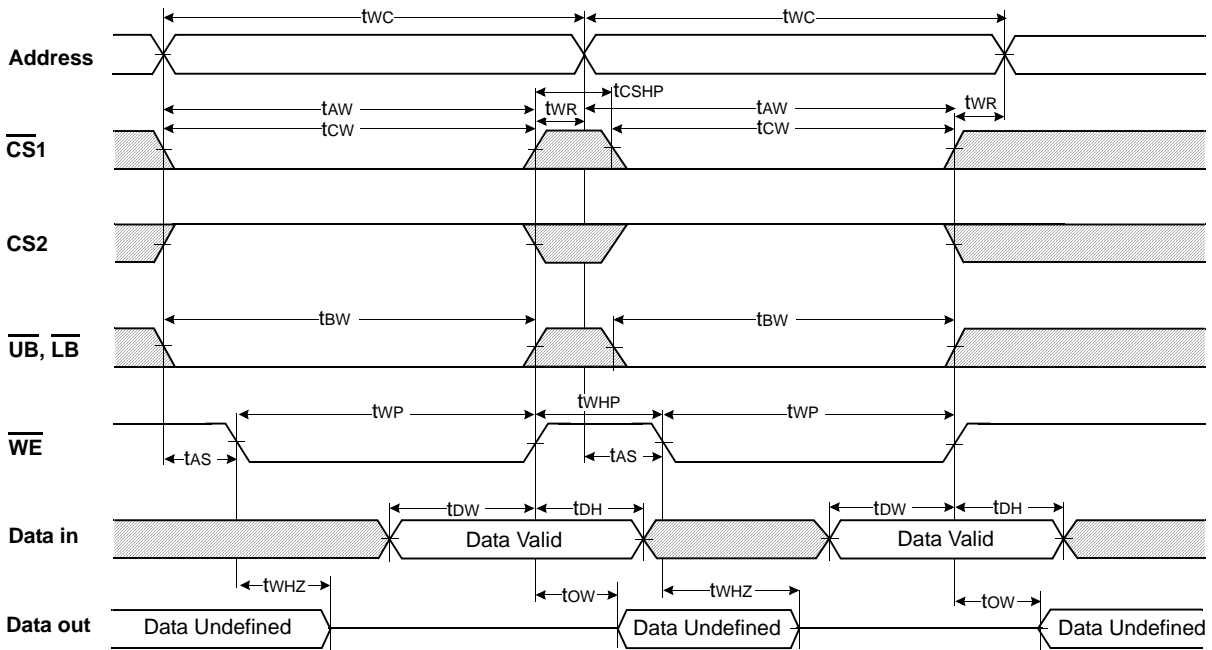 tWC tWC
Address
tCSHP
tAW tWR tAW tWR
tCW tCW
CS1
CS2
tBW tBW
UB, LB
tWP tWHP tWP
WE
tAS tAS
tDW tDH tDW tDH
Data in Data Valid Data Valid
tWHZ tOW tWHZ tOW
Data out Data Undefined Data Undefined Data Undefined